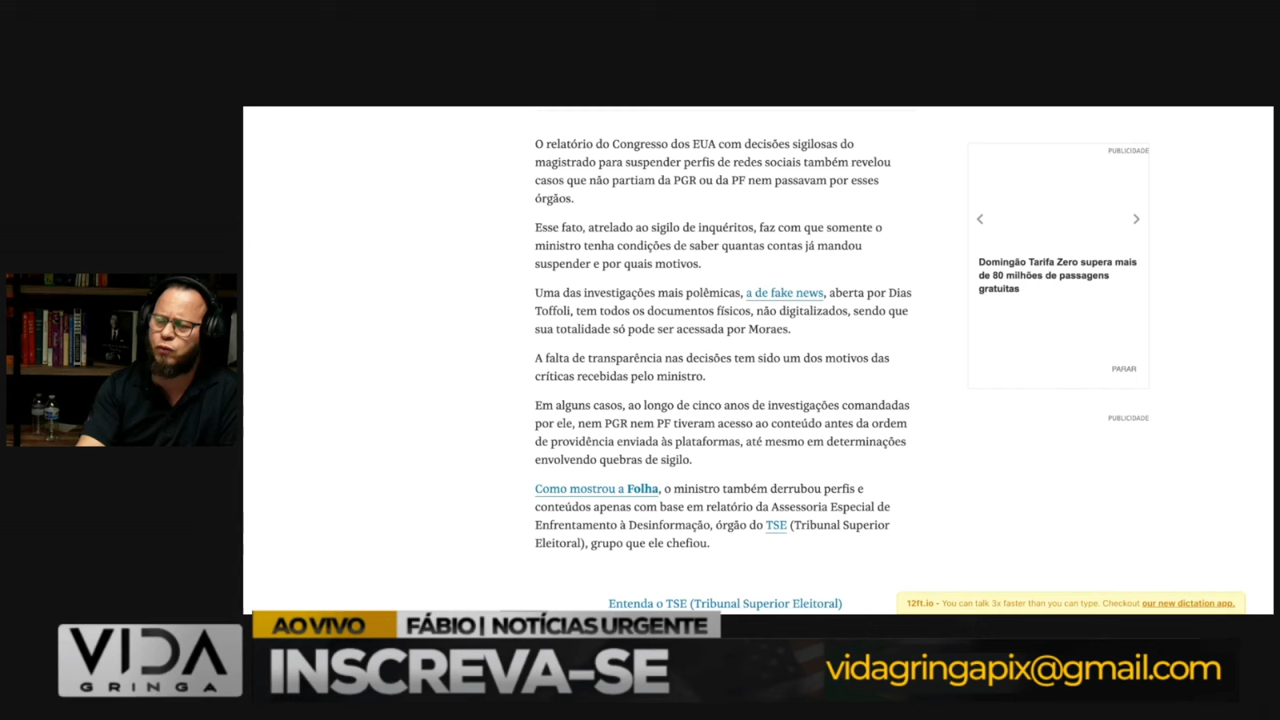 O relatório do Congresso dos EUA com decisões sigilosas do
magistrado para suspender perfis de redes sociais também revelou
casos que não partiam da PGR ou da PF nem passavam por esses
órgãos.
Esse fato, atrelado ao sigilo de inquéritos, faz com que somente o
ministro tenha condições de saber quantas contas já mandou
suspender e por quais motivos.
Uma das investigações mais polêmicas, a de fake news, aberta por Dias
Toffoli, tem todos os documentos físicos, não digitalizados, sendo que
sua totalidade só pode ser acessada por Moraes.
A falta de transparência nas decisões tem sido um dos motivos das
críticas recebidas pelo ministro.
Em alguns casos, ao longo de cinco anos de investigações comandadas
por ele, nem PGR nem PF tiveram acesso ao conteúdo antes da ordem
de providência enviada às plataformas, até mesmo em determinações
envolvendo quebras de sigilo.
Como mostrou a Folha, o ministro também derrubou perfis e
conteúdos apenas com base em relatório da Assessoria Especial de
Enfrentamento à Desinformação, órgão do TSE (Tribunal Superior
Eleitoral), grupo que ele chefiou.
Entenda o TSE (Tribunal Superior Eleitoral)
PUBLICIDADE
Domingão Tarifa Zero supera mais
de 80 milhões de passagens
gratuitas
PARAR
PUBLICIDADE
12ft.io - You can talk 3x faster than you can type. Checkout our new dictation app.
AO VIVO
FÁBIO | NOTÍCIAS URGENTE
VIDA
GRINGA
INSCREVA-SE
vidagringapix@gmail.com